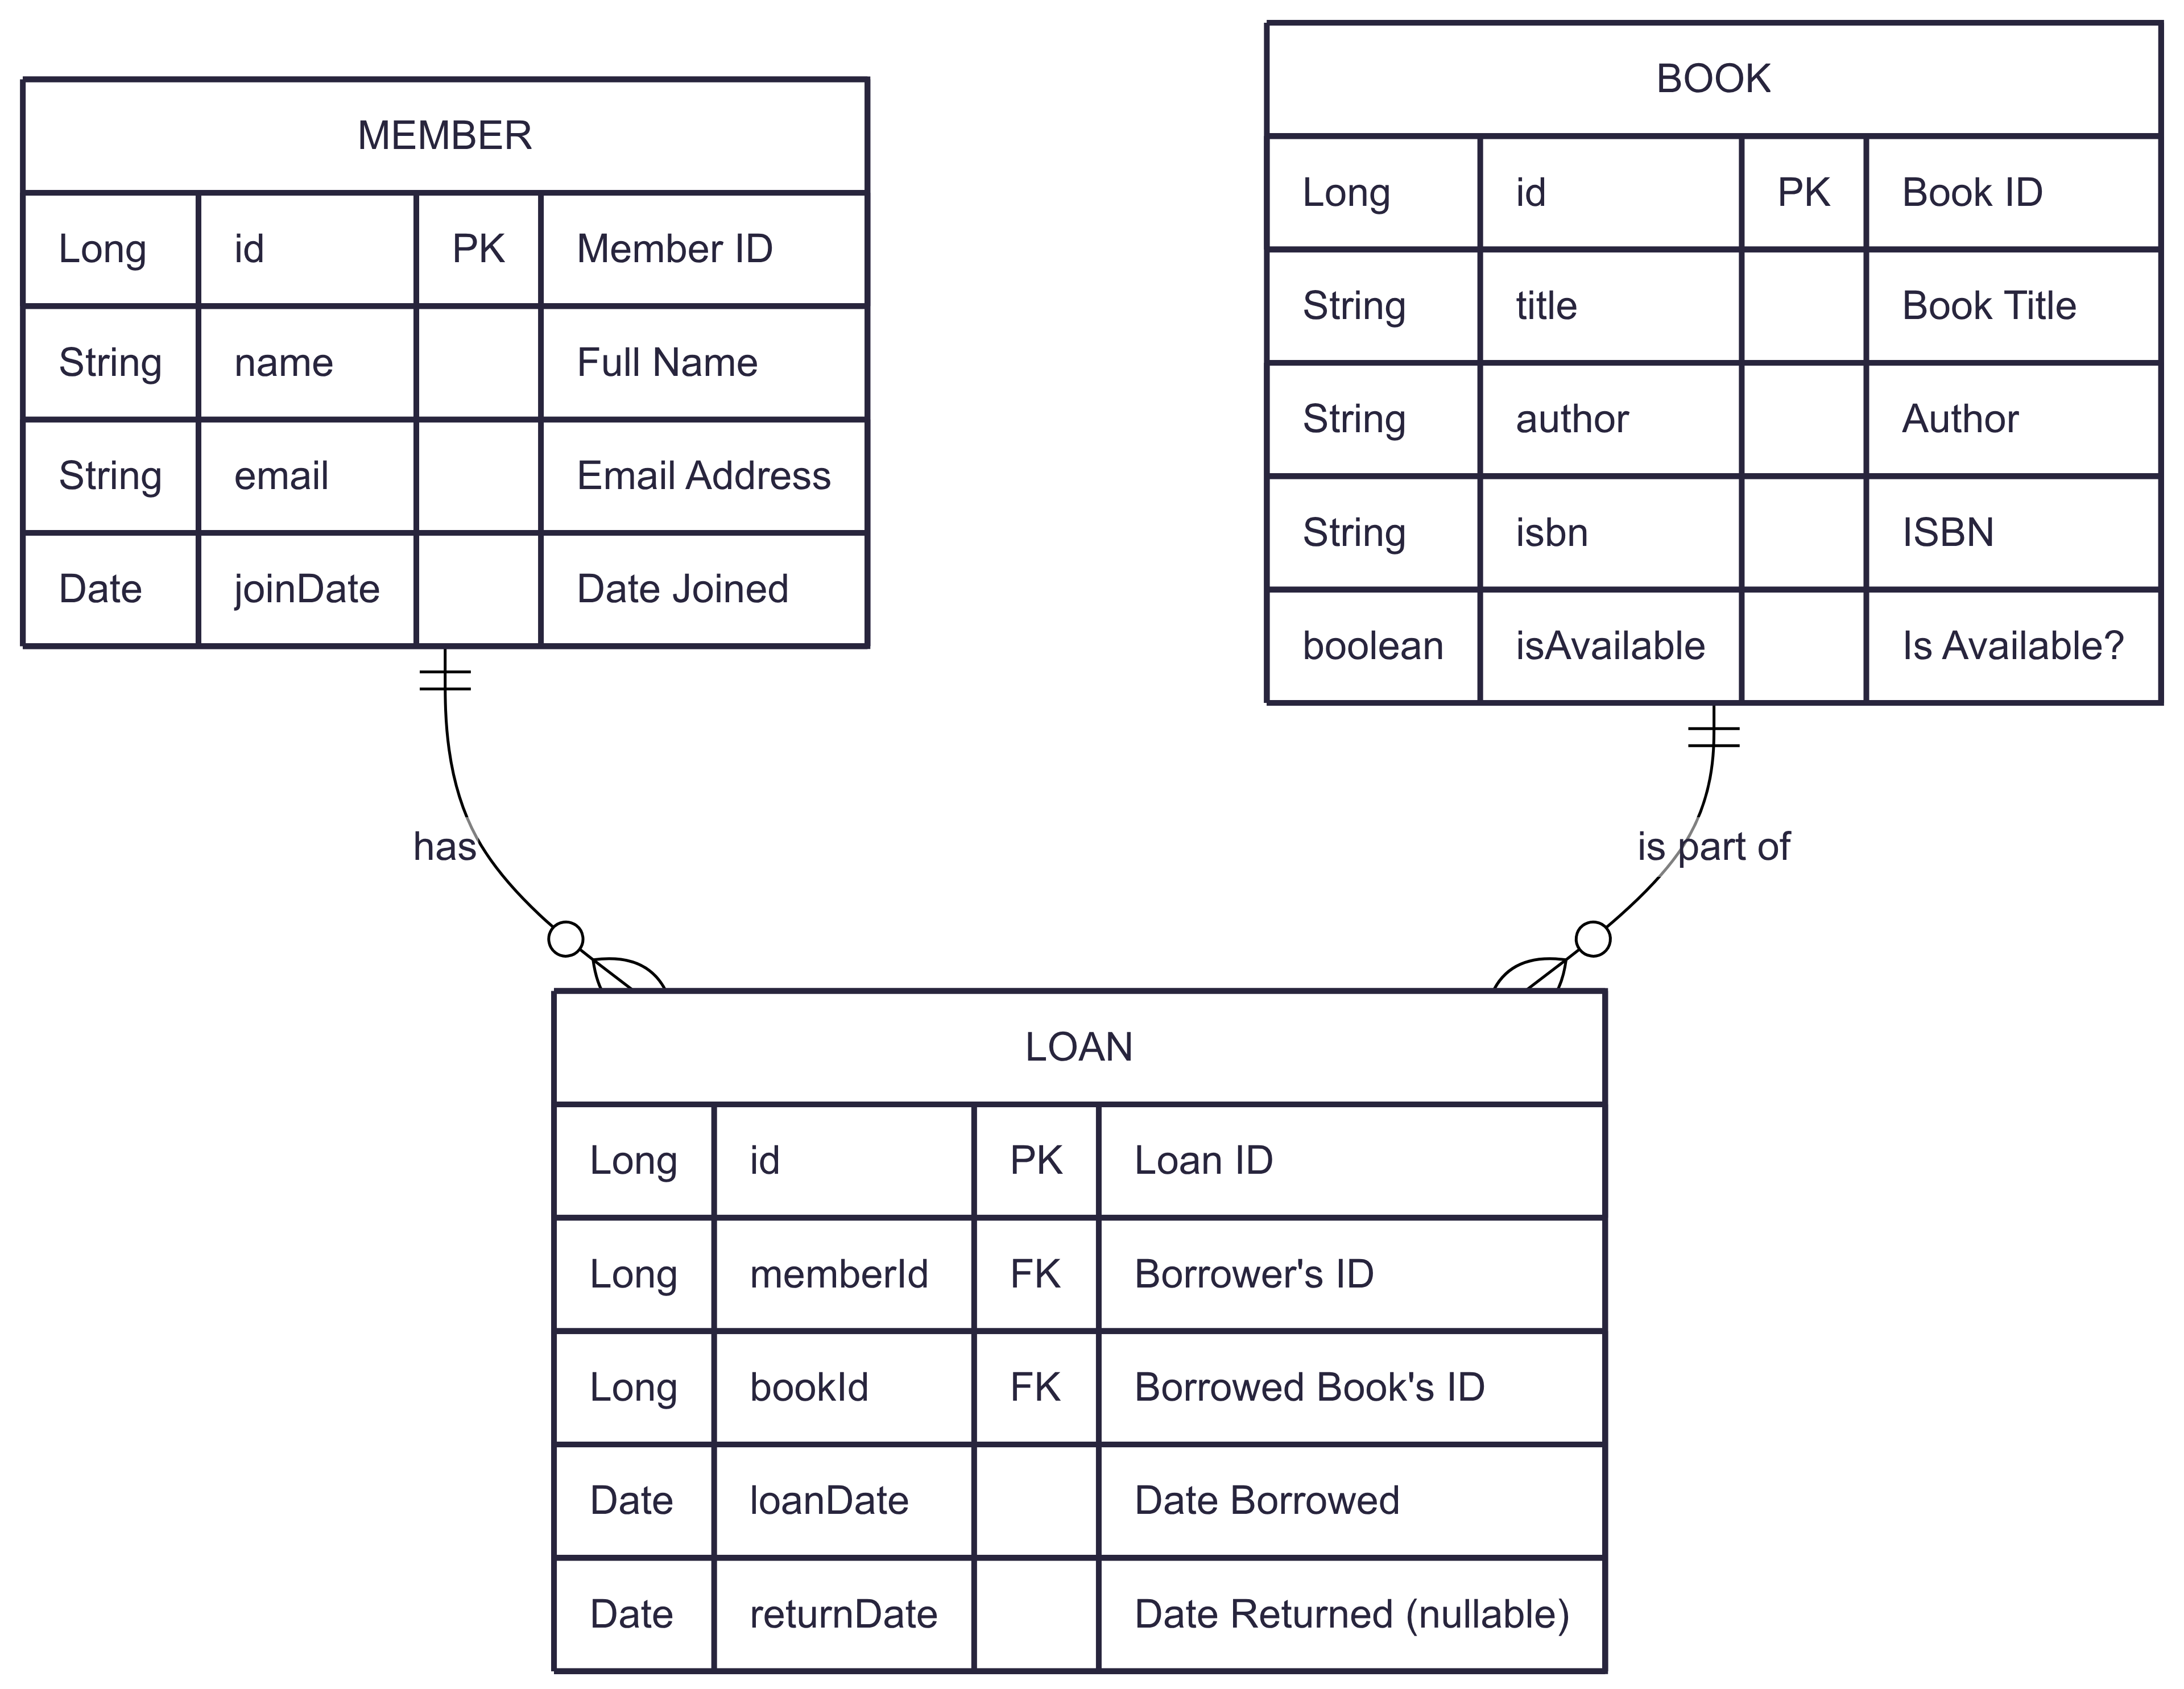 MEMBER
Long id PK Member ID
String name Full Name
String email Email Address
Date joinDate Date Joined
BOOK
Long id PK Book ID
String title Book Title
String author Author
String isbn ISBN
boolean isAvailable Is Available?
has
is part of
LOAN
Long id PK Loan ID
Long memberId FK Borrower's ID
Long bookId FK Borrowed Book's ID
Date loanDate Date Borrowed
Date returnDate Date Returned (nullable)